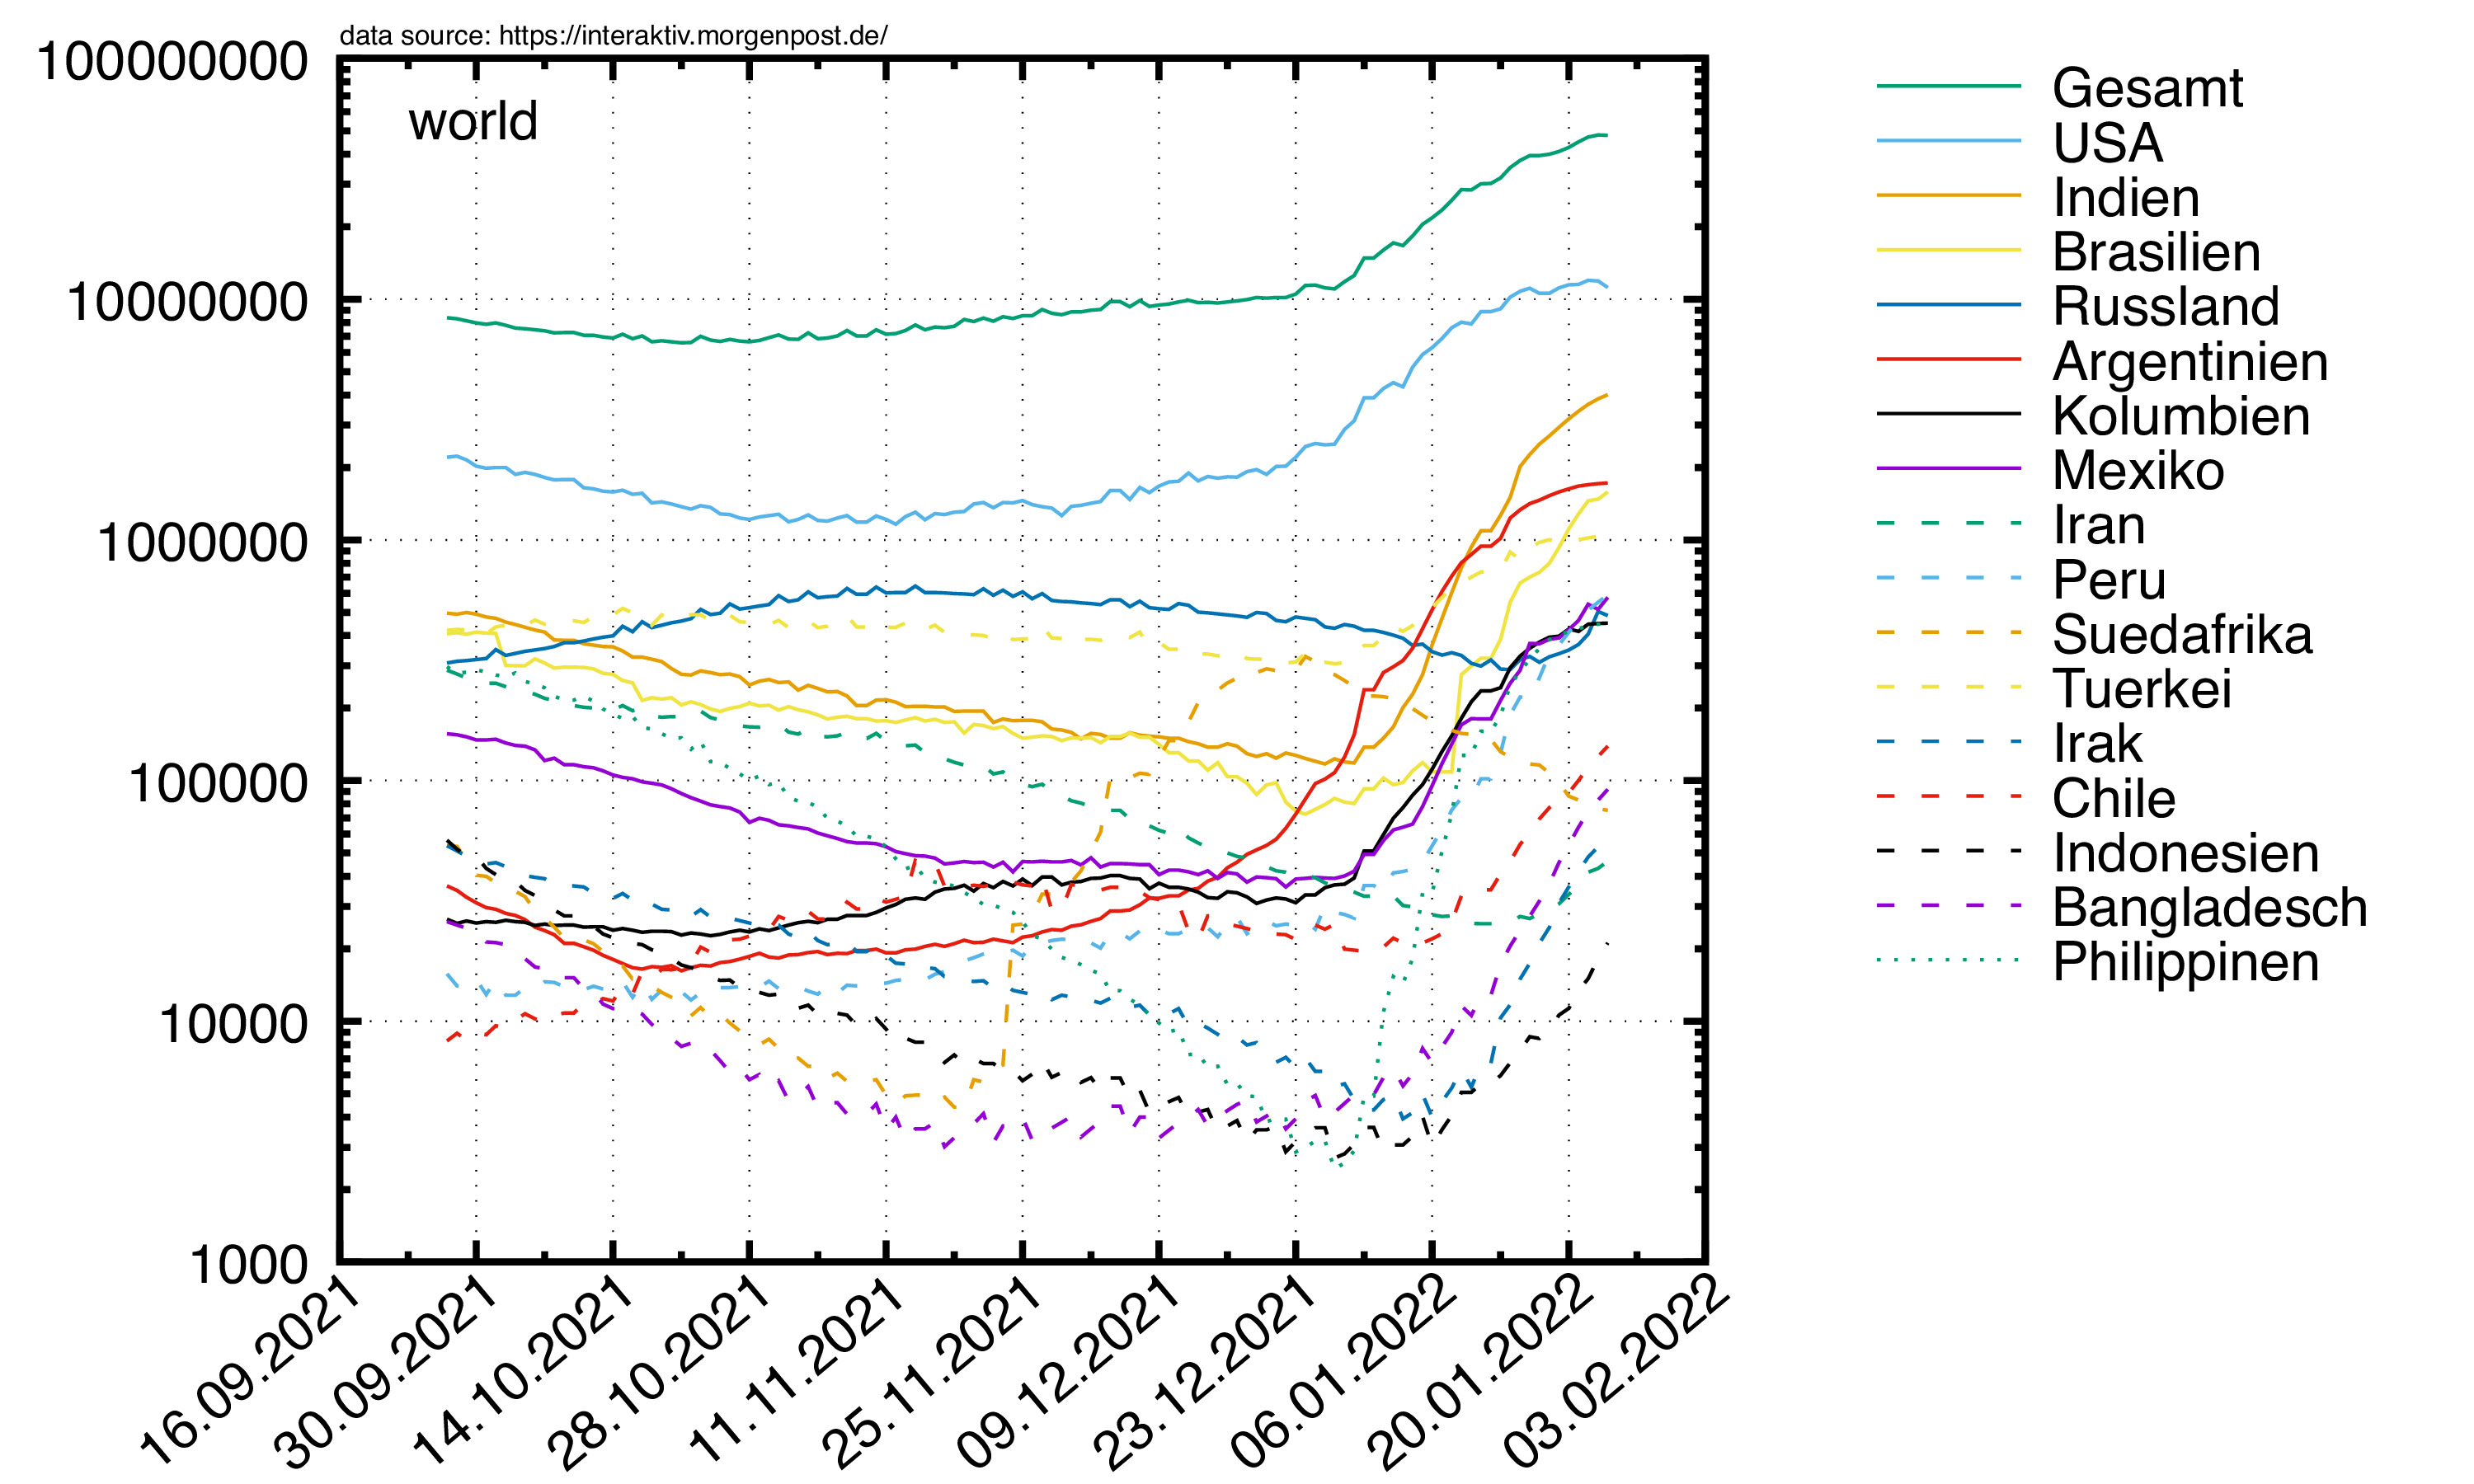 data source: https://interaktiv.morgenpost.de/
world
100000000
10000000
1000000
100000
10000
1000
16.09.2021
30.09.2021
14.10.2021
28.10.2021
11.11.2021
25.11.2021
09.12.2021
23.12.2021
06.01.2022
20.01.2022
03.02.2022
Gesamt
USA
Indien
Brasilien
Russland
Argentinien
Kolumbien
Mexiko
Iran
Peru
Suedafrika
Tuerkei
Irak
Chile
Indonesien
Bangladesch
Philippinen